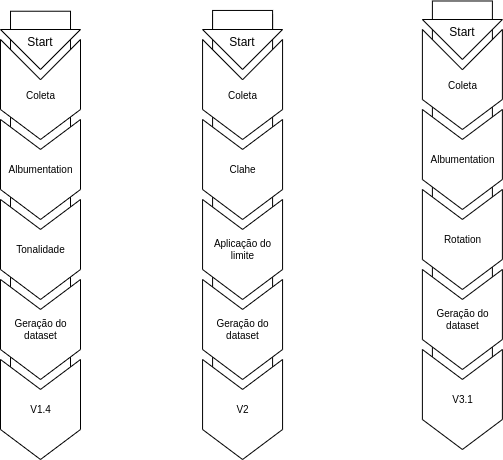 Start
Coleta
Albumentation
Tonalidade
Geração do
dataset
V1.4
Start
Coleta
Clahe
Aplicação do
limite
Geração do
dataset
V2
Start
Coleta
Albumentation
Rotation
Geração do
dataset
V3.1